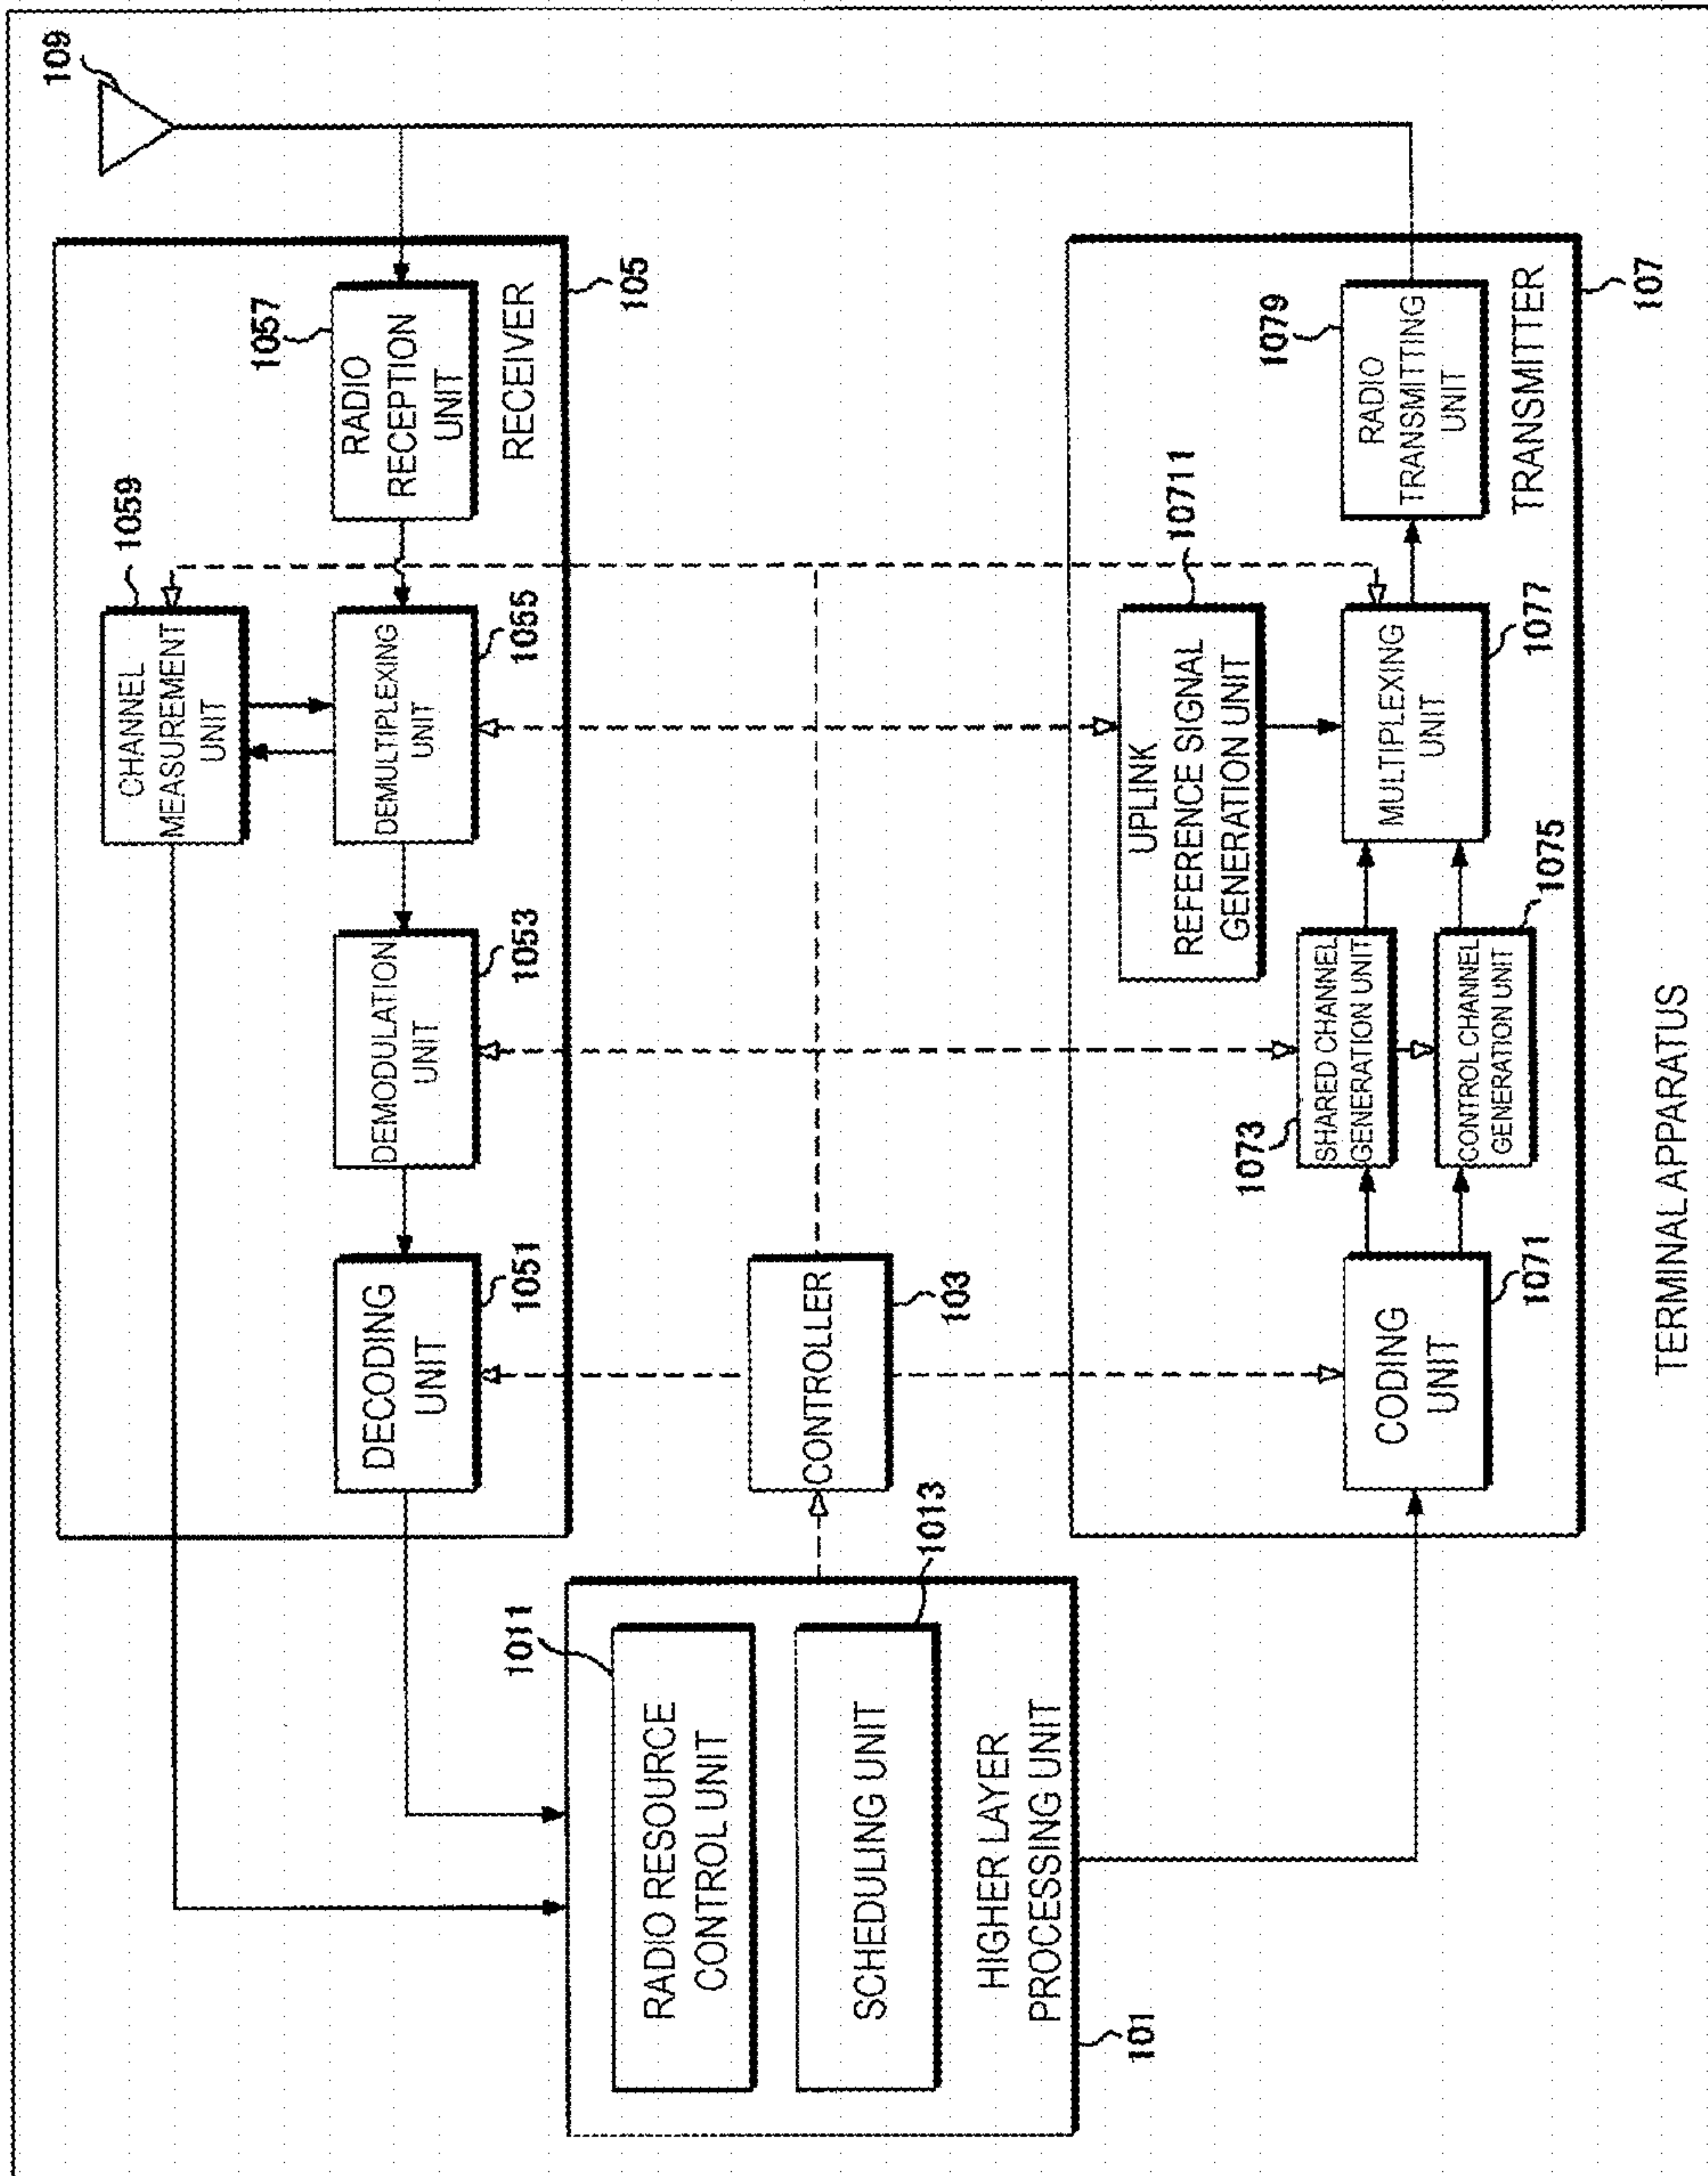 109
1059
CHANNEL
MEASUREMENT
UNIT
1057
RADIO
RECEPTION
UNIT
DEMULTIPLEXING
UNIT
1055
DEMODULATION
UNIT
1053
DECODING
UNIT
1051
RECEIVER
105
1011
RADIO RESOURCE
CONTROL UNIT
1013
SCHEDULING UNIT
HIGHER LAYER
PROCESSING UNIT
101
CONTROLLER
103
10711
UPLINK
REFERENCE SIGNAL
GENERATION UNIT
1079
RADIO
TRANSMITTING
UNIT
MULTIPLEXING
UNIT
1077
1073
SHARED CHANNEL
GENERATION UNIT
CONTROL CHANNEL
GENERATION UNIT
1075
CODING
UNIT
1071
TRANSMITTER
107
TERMINAL APPARATUS